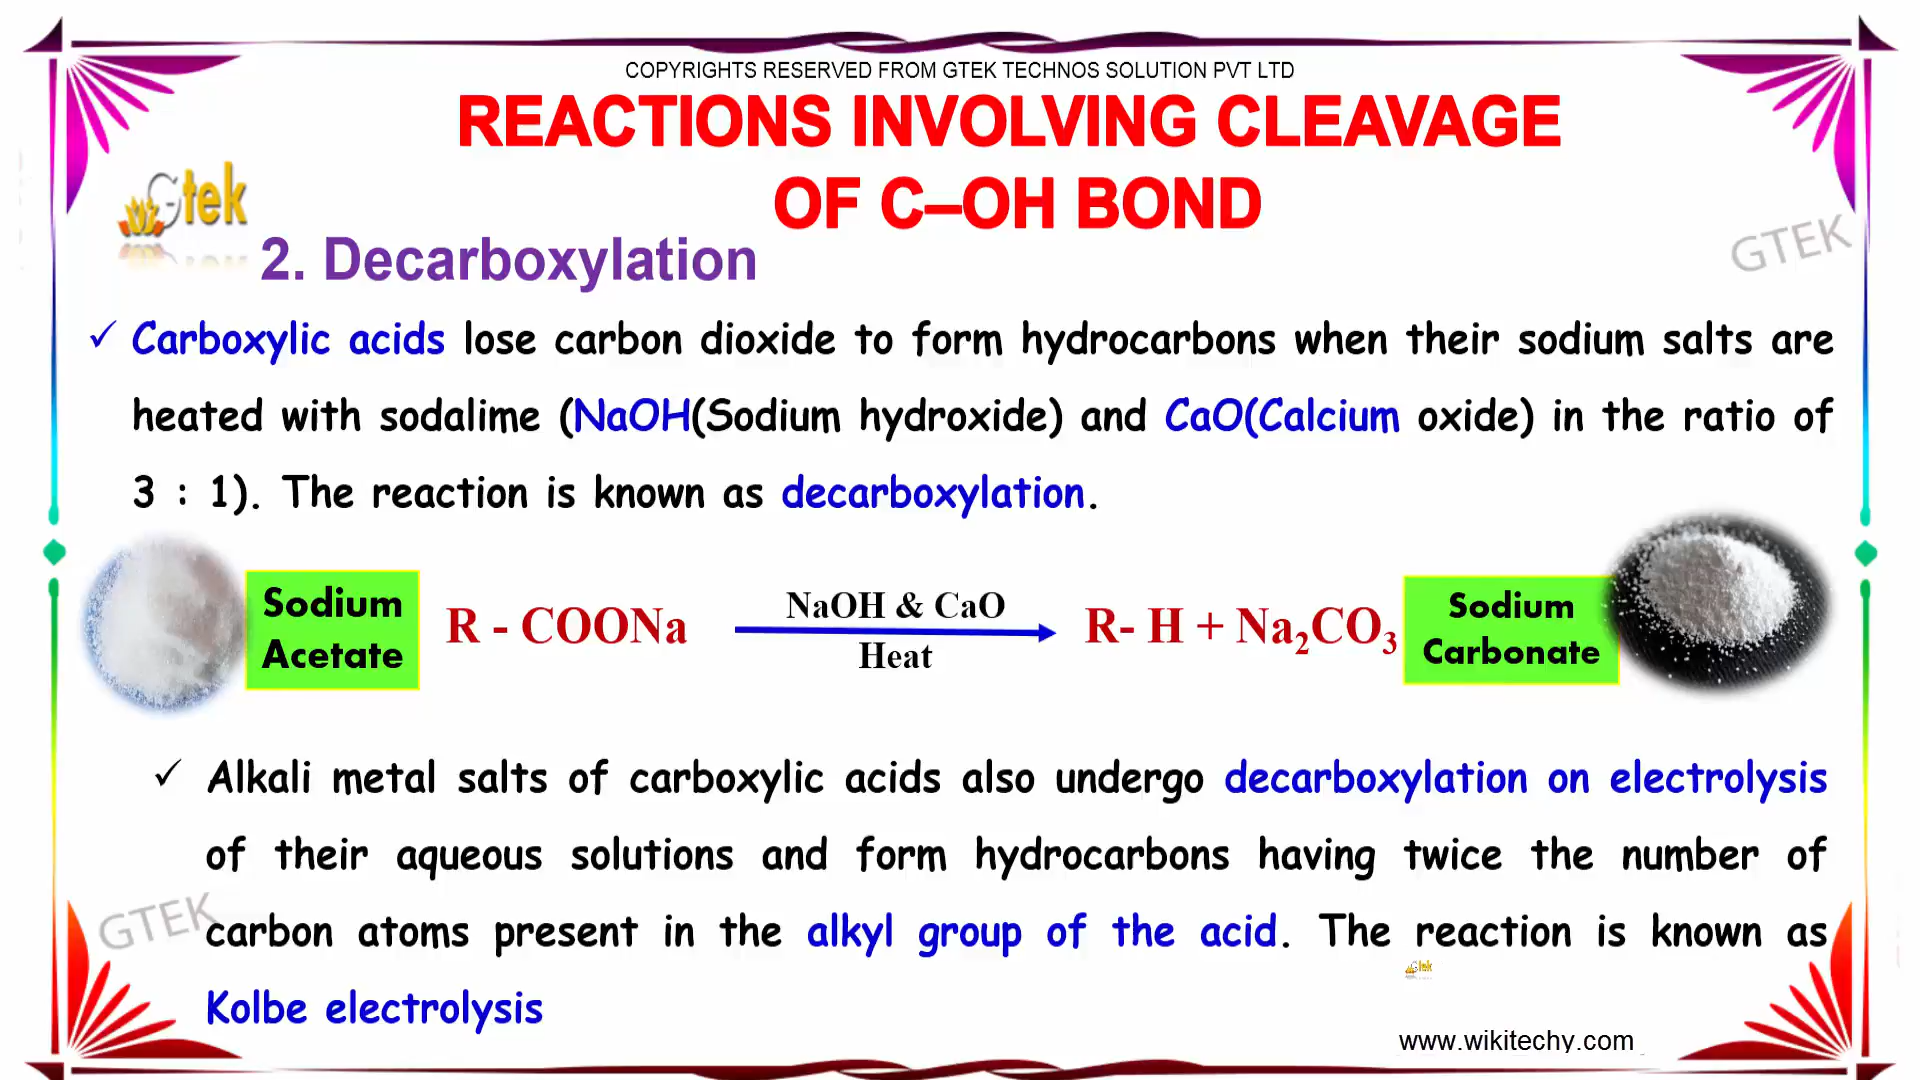 COPYRIGHTS RESERVED FROM GTEK TECHNOS SOLUTION PVT LTD
REACTIONS INVOLVING CLEAVAGE
OF C–OH BOND
Gtek
GTEK
2. Decarboxylation
✓ Carboxylic acids lose carbon dioxide to form hydrocarbons when their sodium salts are
heated with sodalime (NaOH(Sodium hydroxide) and CaO(Calcium oxide) in the ratio of
3 : 1). The reaction is known as decarboxylation.
Sodium
Acetate
R - COONa
NaOH & CaO
Heat
R- H + Na₂CO₃
Sodium
Carbonate
✓ Alkali metal salts of carboxylic acids also undergo decarboxylation on electrolysis
of their aqueous solutions and form hydrocarbons having twice the number of
GTEK
carbon atoms present in the alkyl group of the acid. The reaction is known as
Gtek
Kolbe electrolysis
www.wikitechy.com